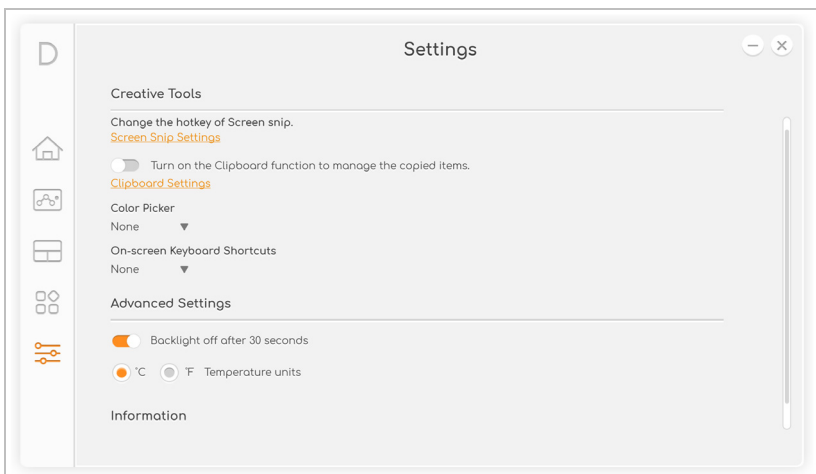 D
Settings
Creative Tools
Change the hotkey of Screen snip.
Screen Snip Settings
Turn on the Clipboard function to manage the copied items.
Clipboard Settings
Color Picker
None
On-screen Keyboard Shortcuts
None
Advanced Settings
Backlight off after 30 seconds
°C °F Temperature units
Information